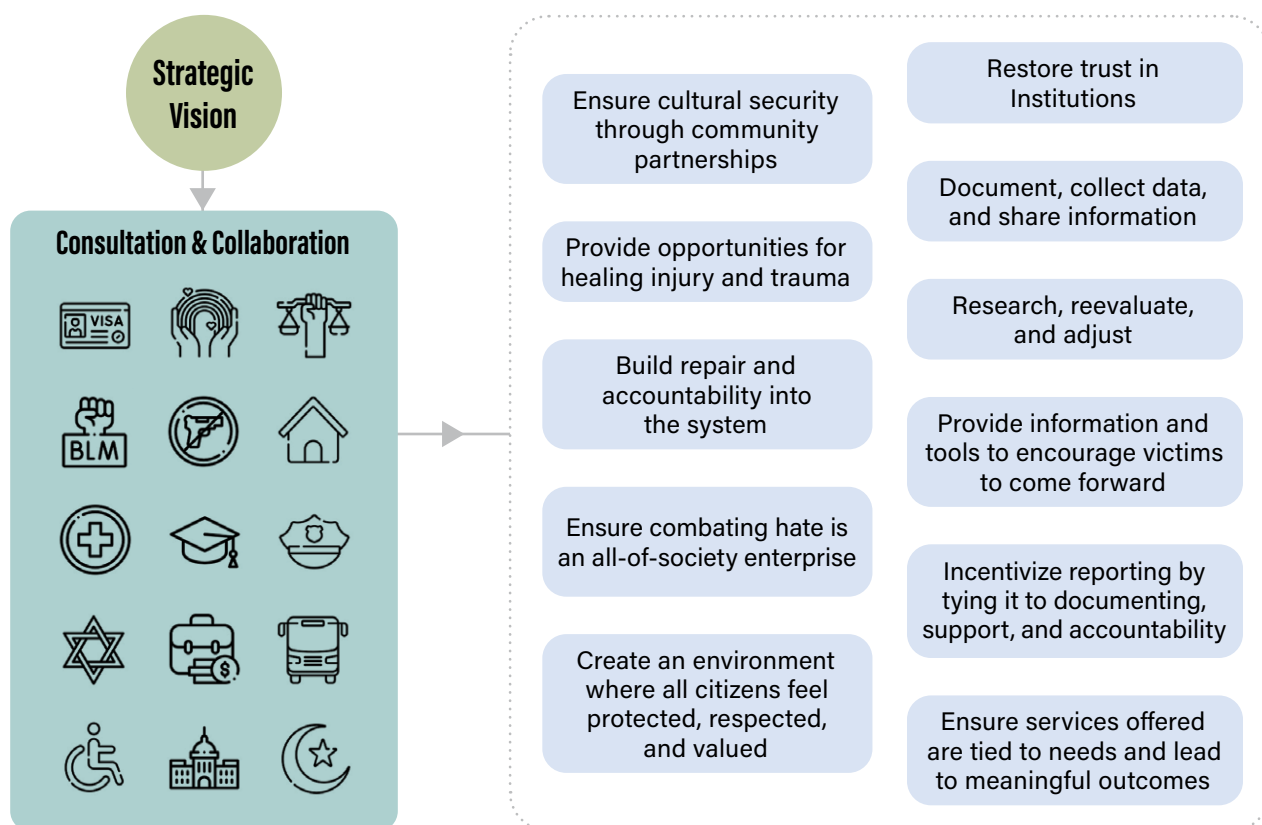 Strategic
Vision
Consultation & Collaboration
VISA
BLM
$
Ensure cultural security
through community
partnerships
Provide opportunities for
healing injury and trauma
Build repair and
accountability into
the system
Ensure combating hate is
an all-of-society enterprise
Create an environment
where all citizens feel
protected, respected,
and valued
Restore trust in
Institutions
Document, collect data,
and share information
Research, reevaluate,
and adjust
Provide information and
tools to encourage victims
to come forward
Incentivize reporting by
tying it to documenting,
support, and accountability
Ensure services offered
are tied to needs and lead
to meaningful outcomes